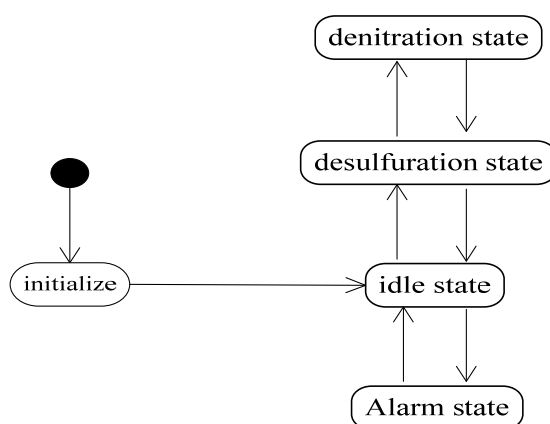 denitration state
desulfuration state
initialize
idle state
Alarm state